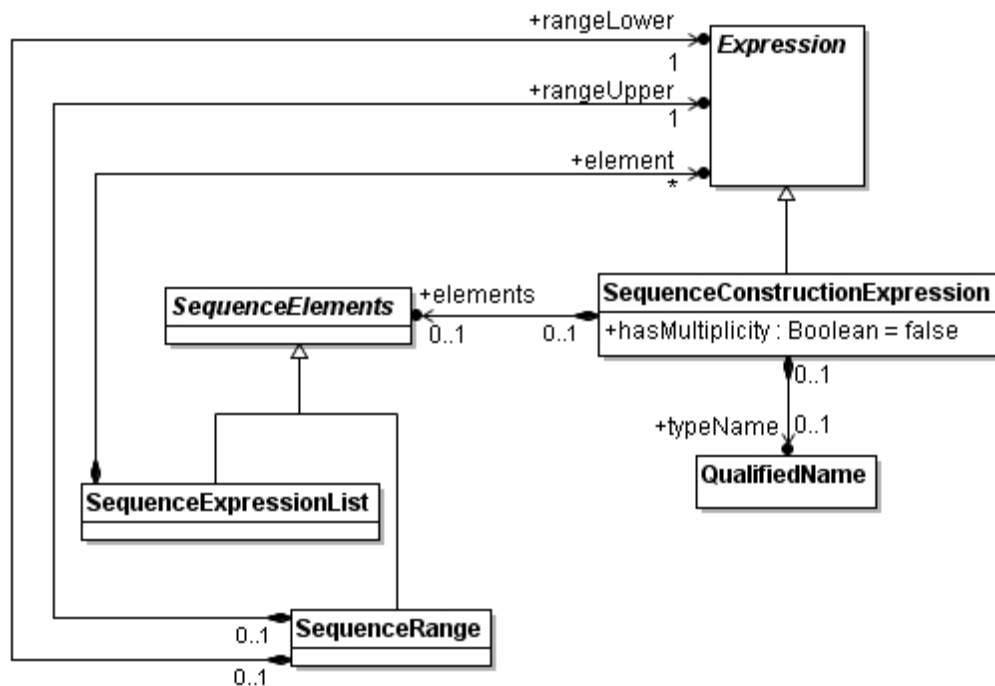 +rangeLower
1
Expression
+rangeUpper
1
+element
*
SequenceElements
+elements
0..1
0..1
SequenceConstructionExpression
+hasMultiplicity : Boolean = false
0..1
+typeName
0..1
QualifiedName
SequenceExpressionList
SequenceRange
0..1
0..1